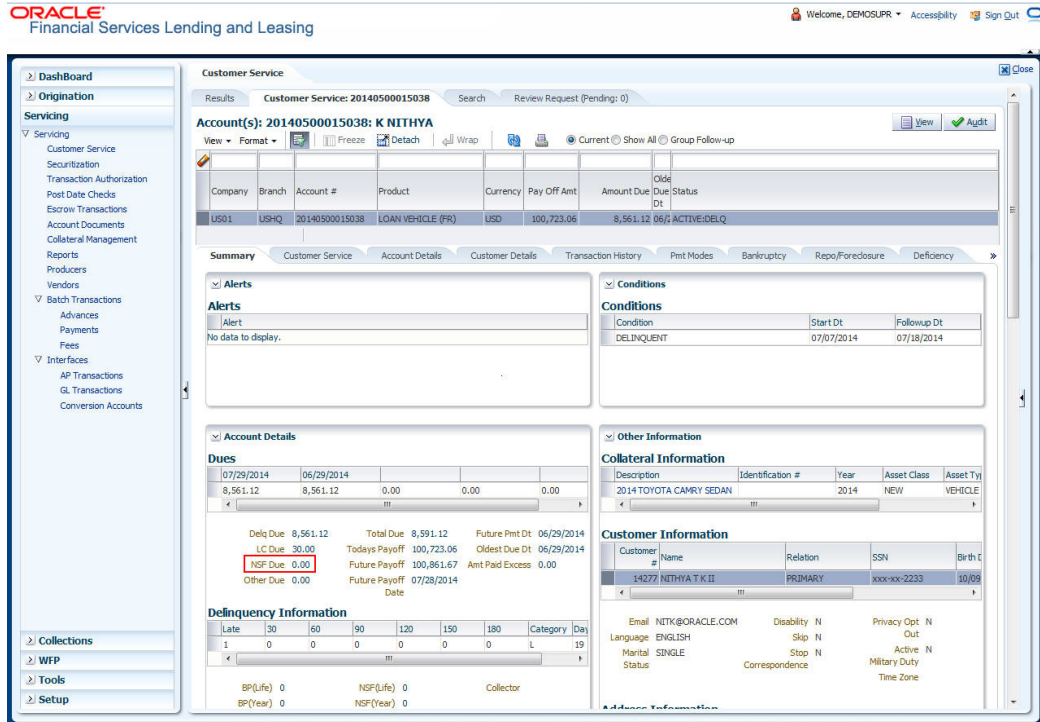 ORACLE
Financial Services Lending and Leasing
Welcome, DEMOSUPR Accessibility Sign Out
Close
DashBoard
Origination
Servicing
Servicing
Customer Service
Securitization
Transaction Authorization
Post Date Checks
Escrow Transactions
Account Documents
Collateral Management
Reports
Producers
Vendors
Batch Transactions
Advances
Payments
Fees
Interfaces
AP Transactions
GL Transactions
Conversion Accounts
Collections
WFP
Tools
Setup
Customer Service
Results Customer Service: 20140500015038 Search Review Request (Pending: 0)
Account(s): 20140500015038: K NITHYA
View Audit
View Format Freeze Detach Wrap Current Show All Group Follow-up
Company Branch Account # Product Currency Pay Off Amt Amount Due Olde Due Dt Status
US01 USHQ 20140500015038 LOAN VEHICLE (FR) USD 100,723.06 8,561.12 06/2 ACTIVE:DELQ
Summary Customer Service Account Details Customer Details Transaction History Pmt Modes Bankruptcy Repo/Foreclosure Deficiency »
Alerts
Alerts
Alert
No data to display.
Conditions
Conditions
Condition Start Dt Followup Dt
DELINQUENT 07/07/2014 07/18/2014
Account Details
Dues
07/29/2014 06/29/2014
8,561.12 8,561.12 0.00 0.00 0.00
Delq Due 8,561.12 Total Due 8,591.12 Future Pmt Dt 06/29/2014
LC Due 30.00 Todays Payoff 100,723.06 Oldest Due Dt 06/29/2014
NSF Due 0.00 Future Payoff 100,861.67 Amt Paid Excess 0.00
Other Due 0.00 Future Payoff Date 07/28/2014
Delinquency Information
Late 30 60 90 120 150 180 Category Day
1 0 0 0 0 0 0 L 19
BP(Life) 0 NSF(Life) 0 Collector
BP(Year) 0 NSF(Year) 0
Other Information
Collateral Information
Description Identification # Year Asset Class Asset Ty
2014 TOYOTA CAMRY SEDAN 2014 NEW VEHICLE
Customer Information
Customer # Name Relation SSN Birth D
14277 NITHYA T K II PRIMARY xxx-xx-2233 10/09
Email NITK@ORACLE.COM Disability N Privacy Opt Out N
Language ENGLISH Skip N Active Military Duty N
Marital Status SINGLE Stop Correspondence N
Time Zone
Address Information